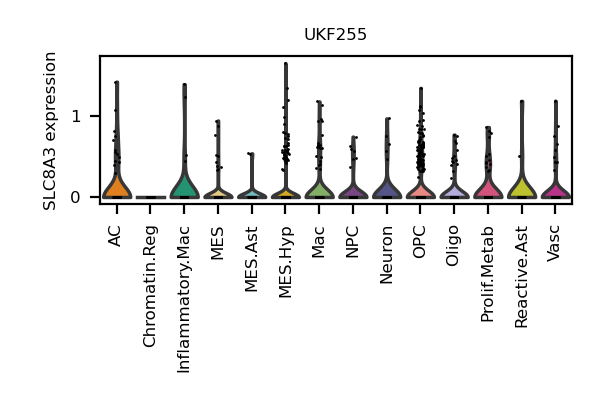 UKF255
SLC8A3 expression
1
0
AC
Chromatin.Reg
Inflammatory.Mac
MES
MES.Ast
MES.Hyp
Mac
NPC
Neuron
OPC
Oligo
Prolif.Metab
Reactive.Ast
Vasc